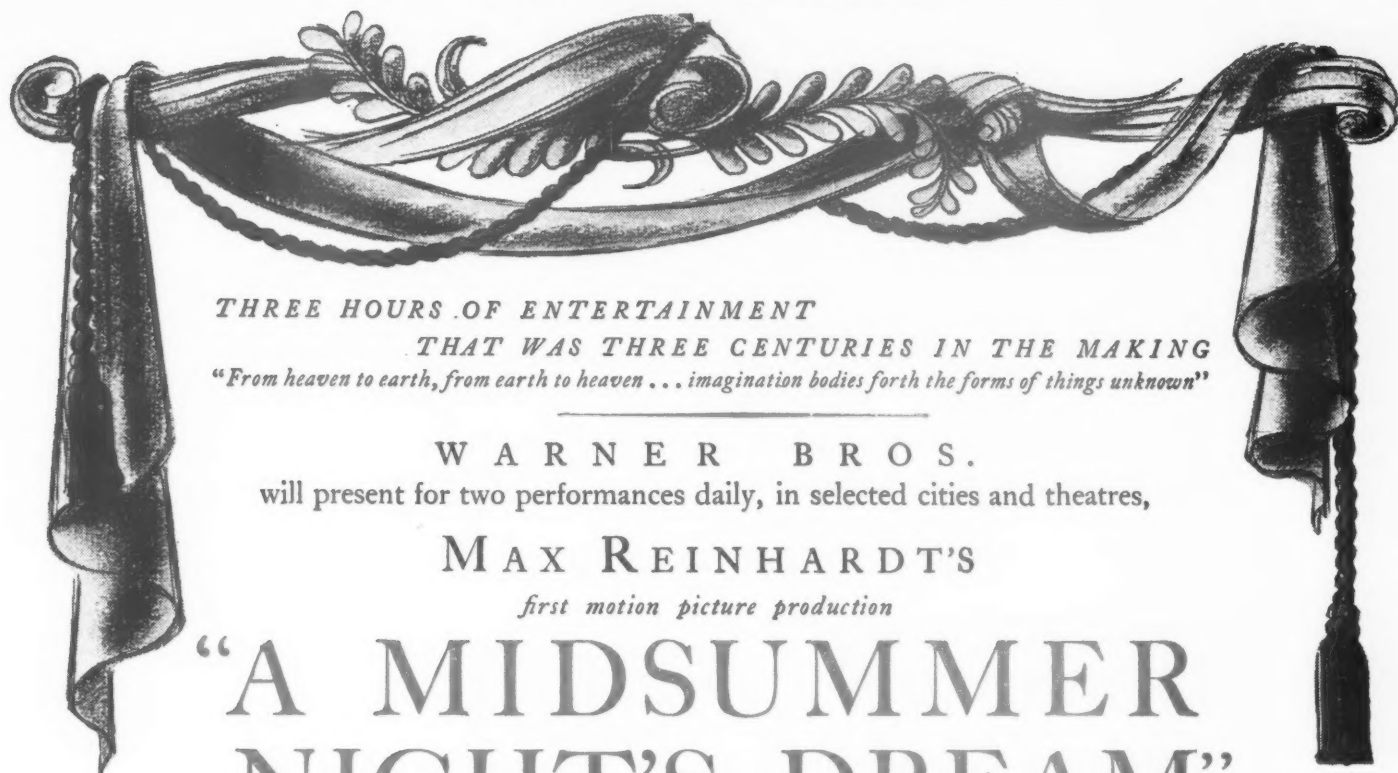 THREE HOURS OF ENTERTAINMENT
THAT WAS THREE CENTURIES IN THE MAKING
“From heaven to earth, from earth to heaven . . . imagination bodies forth the forms of things unknown”
WARNER BROS.
will present for two performances daily, in selected cities and theatres,
MAX REINHARDT'S
first motion picture production
“A MIDSUMMER
NIGHT'S DREAM”